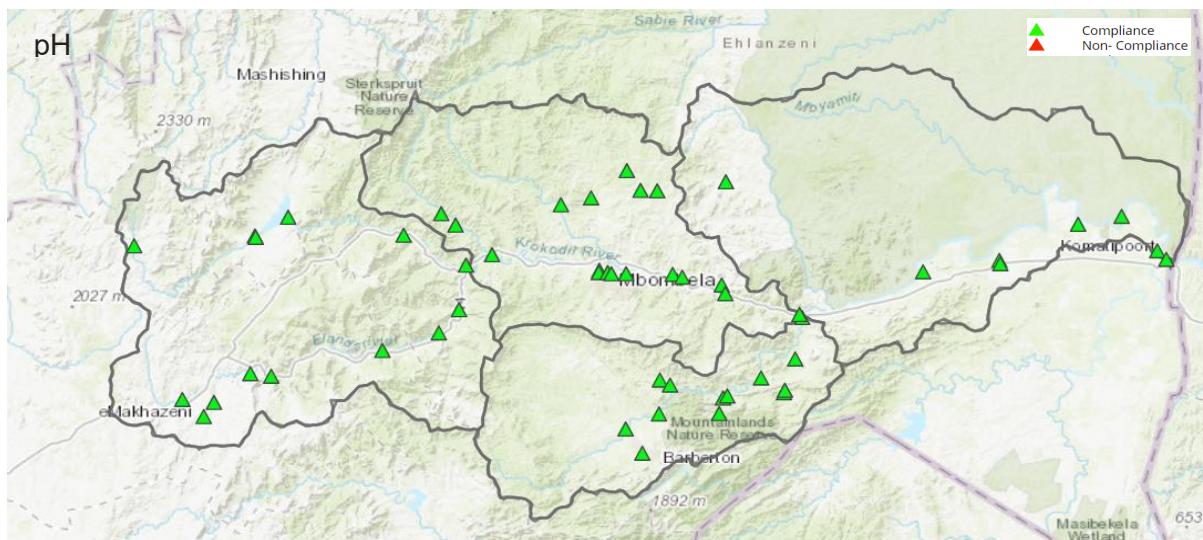 Sabie River
pH
Ehlanzeni
Compliance
Non- Compliance
Mashishing
Sterkspruit
Nature
Reserve
Mbyamiti
2330 m
Krokodil River
Komatipoort
Mbombela
2027 m
Elandsrivier
eMakhazeni
Mountainlands
Nature Reserve
Barberton
1892 m
Masibekela
Wetland
653